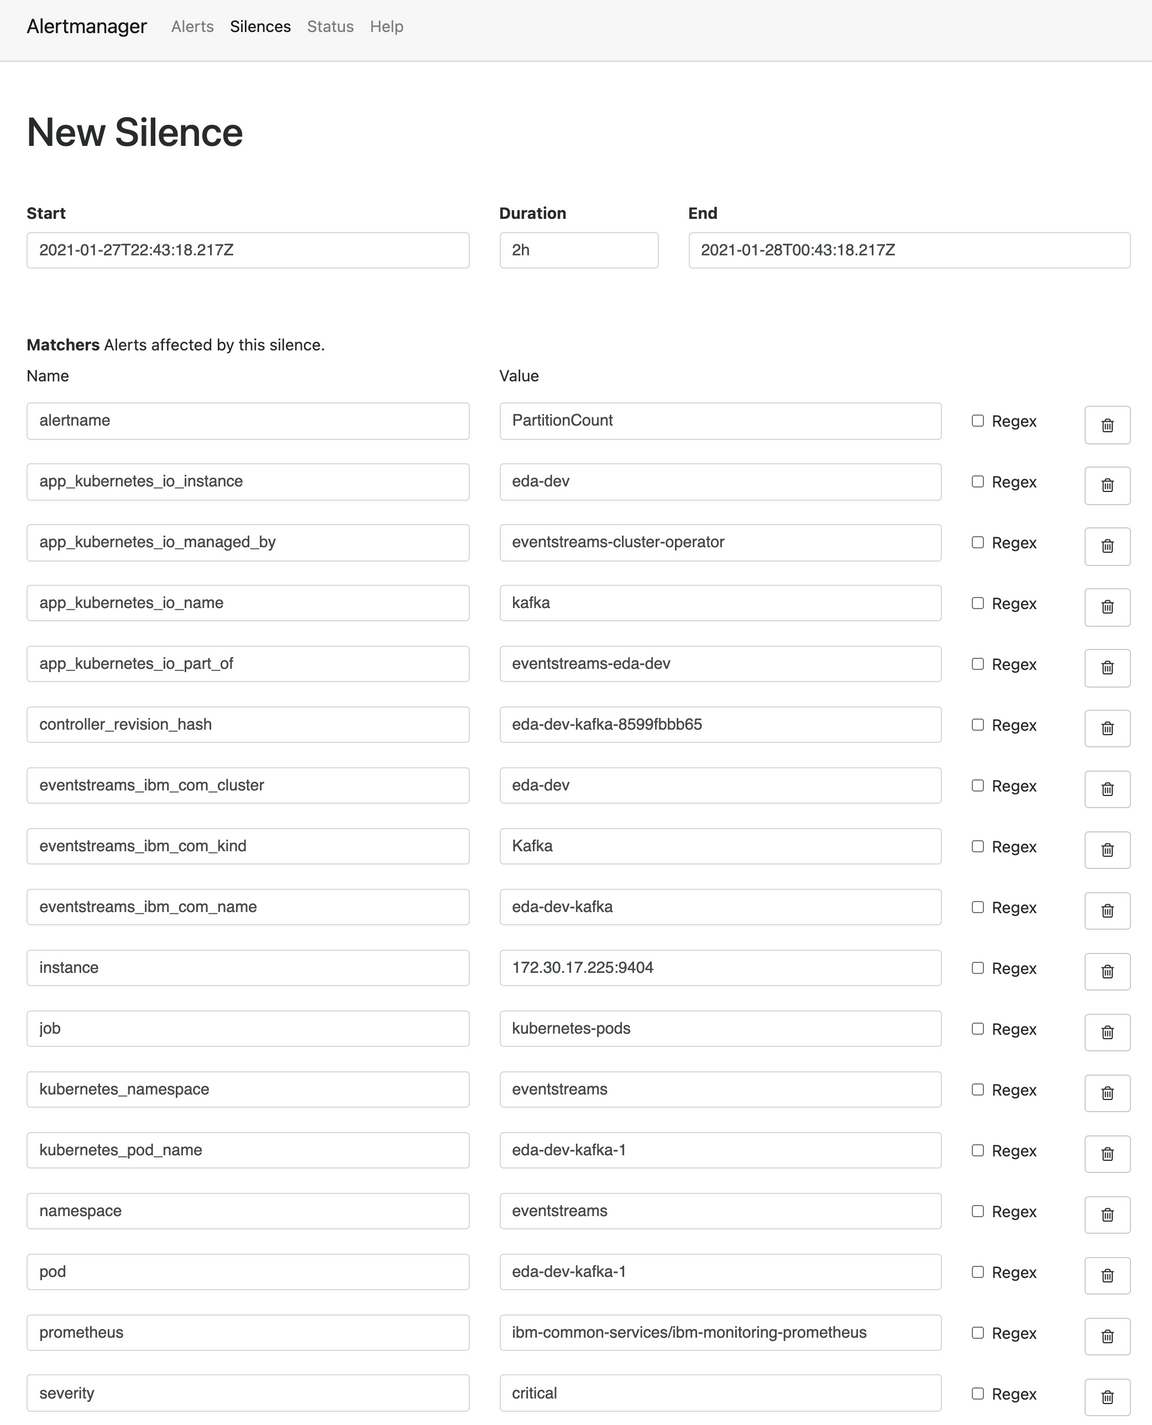 Alertmanager Alerts Silences Status Help
New Silence
Start Duration End
2021-01-27T22:43:18.217Z 2h 2021-01-28T00:43:18.217Z
Matchers Alerts affected by this silence.
Name Value
alertname PartitionCount Regex
app_kubernetes_io_instance eda-dev Regex
app_kubernetes_io_managed_by eventstreams-cluster-operator Regex
app_kubernetes_io_name kafka Regex
app_kubernetes_io_part_of eventstreams-eda-dev Regex
controller_revision_hash eda-dev-kafka-8599fbbb65 Regex
eventstreams_ibm_com_cluster eda-dev Regex
eventstreams_ibm_com_kind Kafka Regex
eventstreams_ibm_com_name eda-dev-kafka Regex
instance 172.30.17.225:9404 Regex
job kubernetes-pods Regex
kubernetes_namespace eventstreams Regex
kubernetes_pod_name eda-dev-kafka-1 Regex
namespace eventstreams Regex
pod eda-dev-kafka-1 Regex
prometheus ibm-common-services/ibm-monitoring-prometheus Regex
severity critical Regex